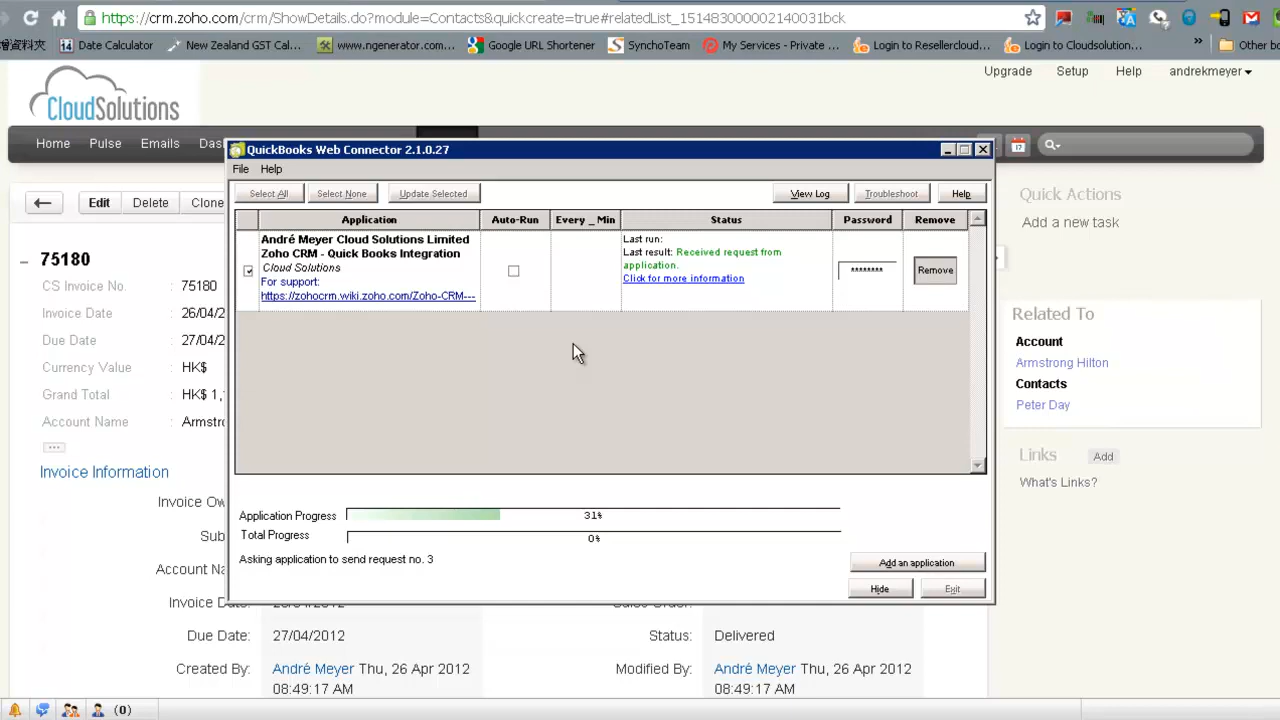 https://crm.zoho.com/crm/ShowDetails.do?module=Contacts&quickcreate=true#relatedList_151483000002140031bck
Date Calculator New Zealand GST Cal... www.ngenerator.com... Google URL Shortener SynchoTeam My Services - Private ... Login to Resellercloud... Login to Cloudsolution... » Other bo
CloudSolutions
Upgrade Setup Help andrekmeyer
Home Pulse Emails Das
Edit Delete Clone
75180
CS Invoice No. : 75180
Invoice Date : 26/04/2
Due Date : 27/04/2
Currency Value : HK$
Grand Total : HK$ 1,
Account Name : Armstro
Invoice Information
Invoice Ow
Sub
Account Na
Invoice Date:
Due Date: 27/04/2012
Status: Delivered
Created By: André Meyer Thu, 26 Apr 2012
08:49:17 AM
Modified By: André Meyer Thu, 26 Apr 2012
08:49:17 AM
QuickBooks Web Connector 2.1.0.27
File Help
Select All Select None Update Selected View Log Troubleshoot Help
Application Auto-Run Every _ Min Status Password Remove
André Meyer Cloud Solutions Limited
Zoho CRM - Quick Books Integration
Cloud Solutions
For support:
https://zohocrm.wiki.zoho.com/Zoho-CRM---
Last run:
Last result: Received request from
application.
Click for more information
********
Remove
Application Progress 31%
Total Progress 0%
Asking application to send request no. 3
Add an application
Hide Exit
Quick Actions
Add a new task
Related To
Account
Armstrong Hilton
Contacts
Peter Day
Links Add
What's Links?
(0)